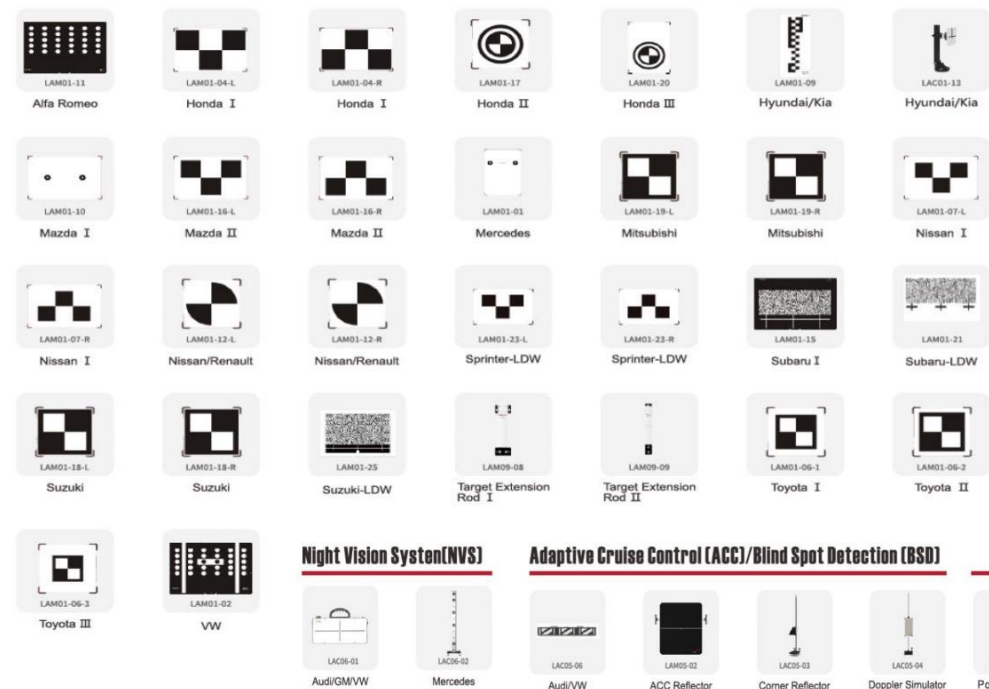 LAM01-11
LAM01-04-L
LAM01-04-R
LAM01-17
LAM01-20
LAM01-09
LAC01-13
Alfa Romeo
Honda Ⅰ
Honda Ⅰ
Honda Ⅱ
Honda Ⅲ
Hyundai/Kia
Hyundai/Kia
LAM01-10
LAM01-16-L
LAM01-16-R
LAM01-01
LAM01-19-L
LAM01-19-R
LAM01-07-L
Mazda Ⅰ
Mazda Ⅱ
Mazda Ⅱ
Mercedes
Mitsubishi
Mitsubishi
Nissan Ⅰ
LAM01-07-R
LAM01-12-L
LAM01-12-R
LAM01-23-L
LAM01-23-R
LAM01-15
LAM01-21
Nissan Ⅰ
Nissan/Renault
Nissan/Renault
Sprinter-LDW
Sprinter-LDW
Subaru Ⅰ
Subaru-LDW
LAM01-18-L
LAM01-18-R
LAM01-25
LAM09-08
LAM09-09
LAM01-06-1
LAM01-06-2
Suzuki
Suzuki
Suzuki-LDW
Target Extension
Rod Ⅰ
Target Extension
Rod Ⅱ
Toyota Ⅰ
Toyota Ⅱ
LAM01-06-3
LAM01-02
Toyota Ⅲ
VW
Night Vision Systen(NVS)
Adaptive Cruise Control (ACC)/Blind Spot Detection (BSD)
LAC06-01
LAC06-02
LAC05-06
LAM05-02
LAC05-03
LAC05-04
Audi/GM/VW
Mercedes
Audi/VW
ACC Reflector
Corner Reflector
Doppler Simulator